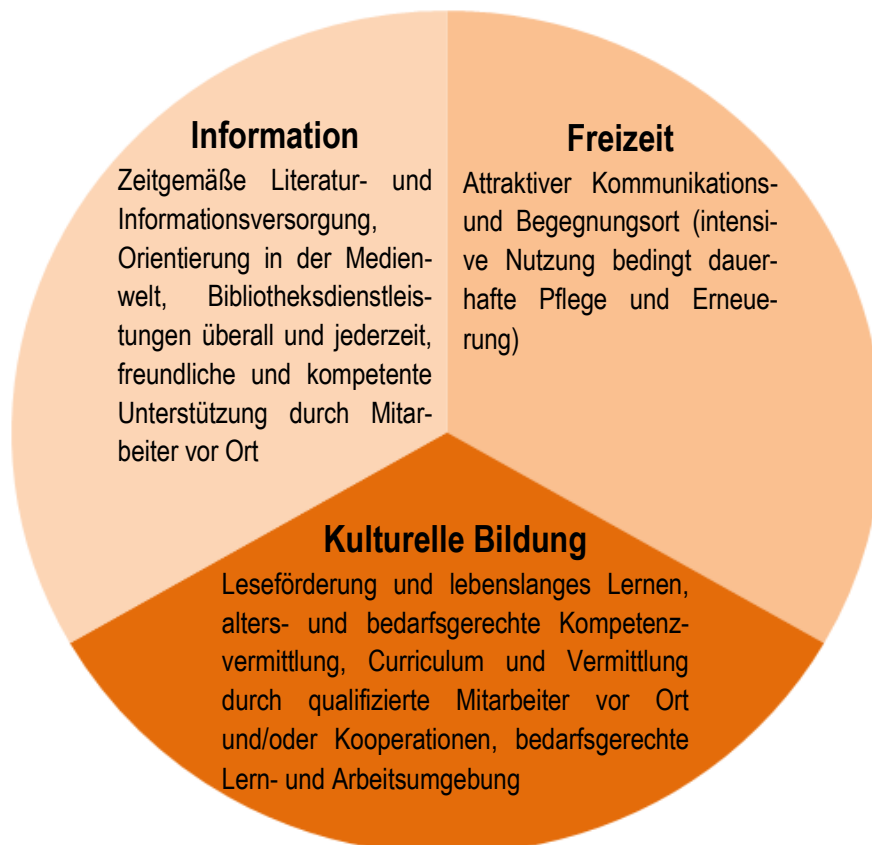 Information
Zeitgemäße Literatur- und
Informationsversorgung,
Orientierung in der Medien-
welt, Bibliotheksdienstleis-
tungen überall und jederzeit,
freundliche und kompetente
Unterstützung durch Mitar-
beiter vor Ort
Freizeit
Attraktiver Kommunikations-
und Begegnungsort (intensi-
ve Nutzung bedingt dauer-
hafte Pflege und Erneue-
rung)
Kulturelle Bildung
Leseförderung und lebenslanges Lernen,
alters- und bedarfsgerechte Kompetenz-
vermittlung, Curriculum und Vermittlung
durch qualifizierte Mitarbeiter vor Ort
und/oder Kooperationen, bedarfsgerechte
Lern- und Arbeitsumgebung